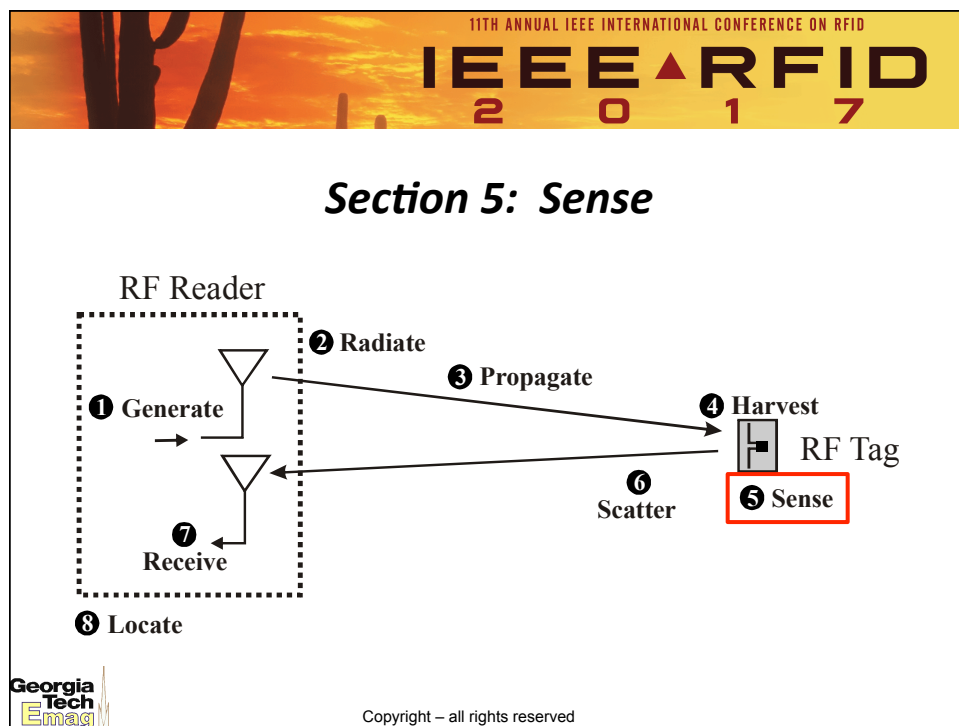 11TH ANNUAL IEEE INTERNATIONAL CONFERENCE ON RFID
IEEE RFID
2 0 1 7
Section 5: Sense
RF Reader
2 Radiate
3 Propagate
1 Generate
4 Harvest
RF Tag
6
Scatter
5 Sense
7
Receive
8 Locate
Georgia
Tech
Emag
Copyright – all rights reserved